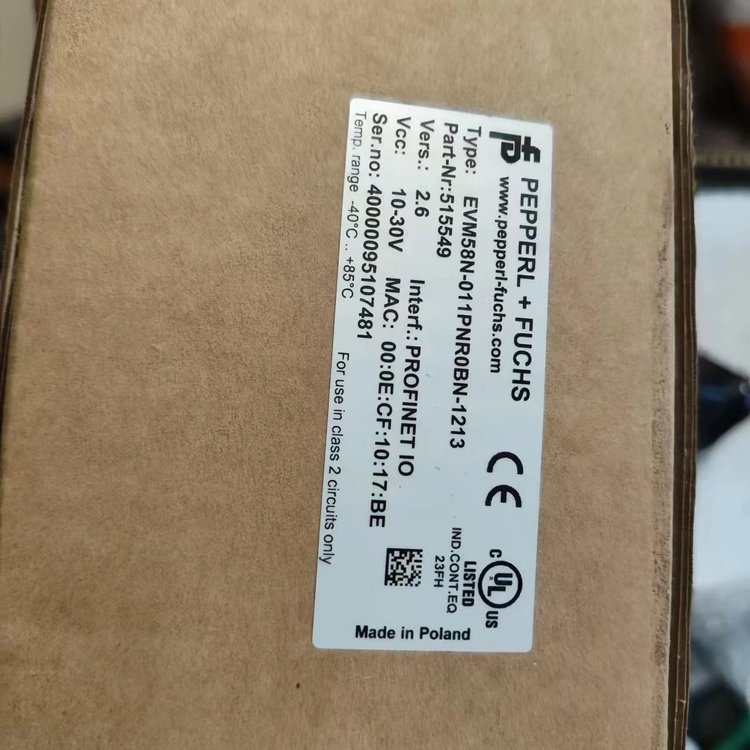 PEPPERL + FUCHS
www.pepperl-fuchs.com
Type: EVM58N-011PNR0BN-1213
Part-Nr:515549
Vers.: 2.6 Interf.: PROFINET IO
Vcc: 10-30V MAC: 00:0E:CF:10:17:BE
Ser.no: 40000095107481
Temp. range -40°C .. +85°C For use in class 2 circuits only
CE
C UL US
LISTED
IND.CONT.EQ
23FH
Made in Poland